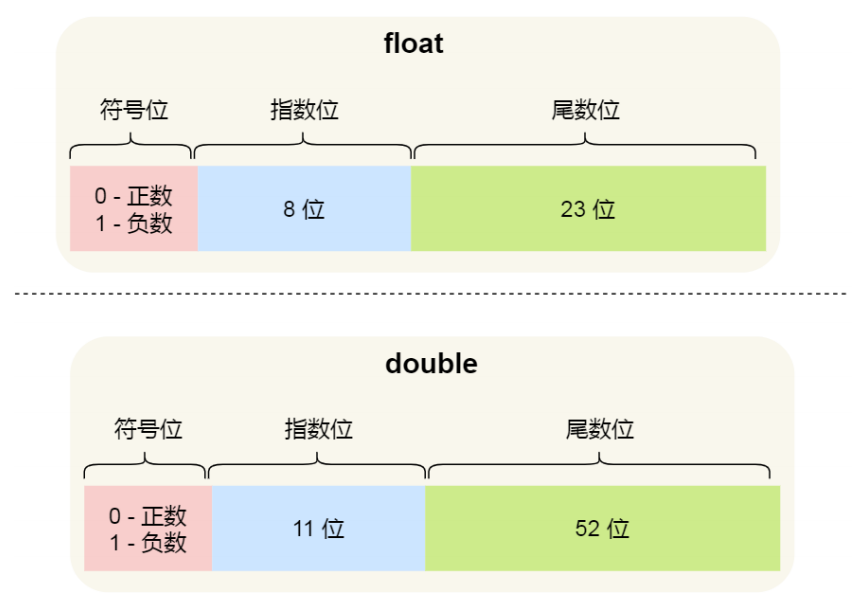 float
符号位 指数位 尾数位
0 - 正数
1 - 负数
8 位
23 位
double
符号位 指数位 尾数位
0 - 正数
1 - 负数
11 位
52 位